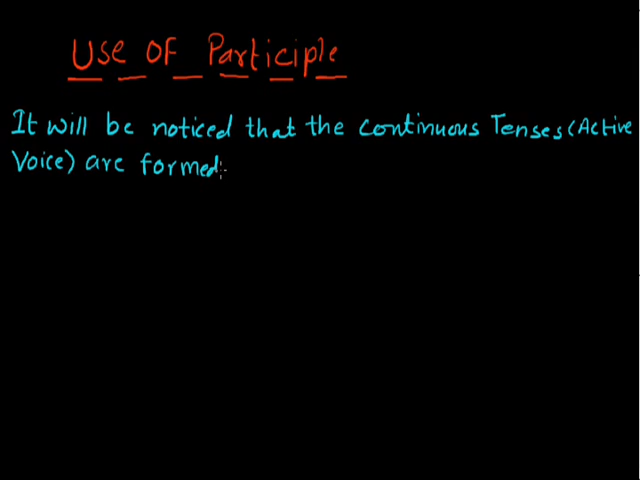 Use of Participle
It will be noticed that the continuous Tenses (Active
Voice) are formed